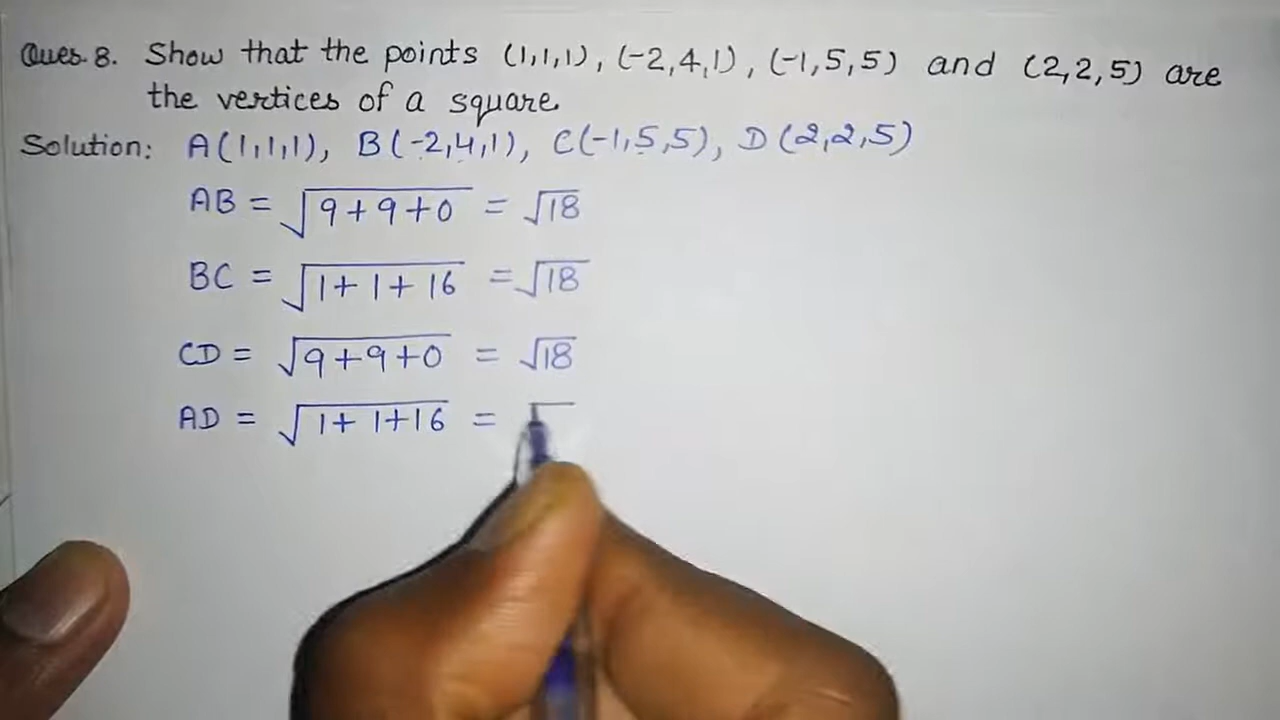 Ques. 8. Show that the points (1,1,1), (-2,4,1), (-1,5,5) and (2,2,5) are
the vertices of a square.
Solution: A(1,1,1), B(-2,4,1), C(-1,5,5), D(2,2,5)
AB = √9+9+0 = √18
BC = √1+1+16 = √18
CD = √9+9+0 = √18
AD = √1+1+16 = √